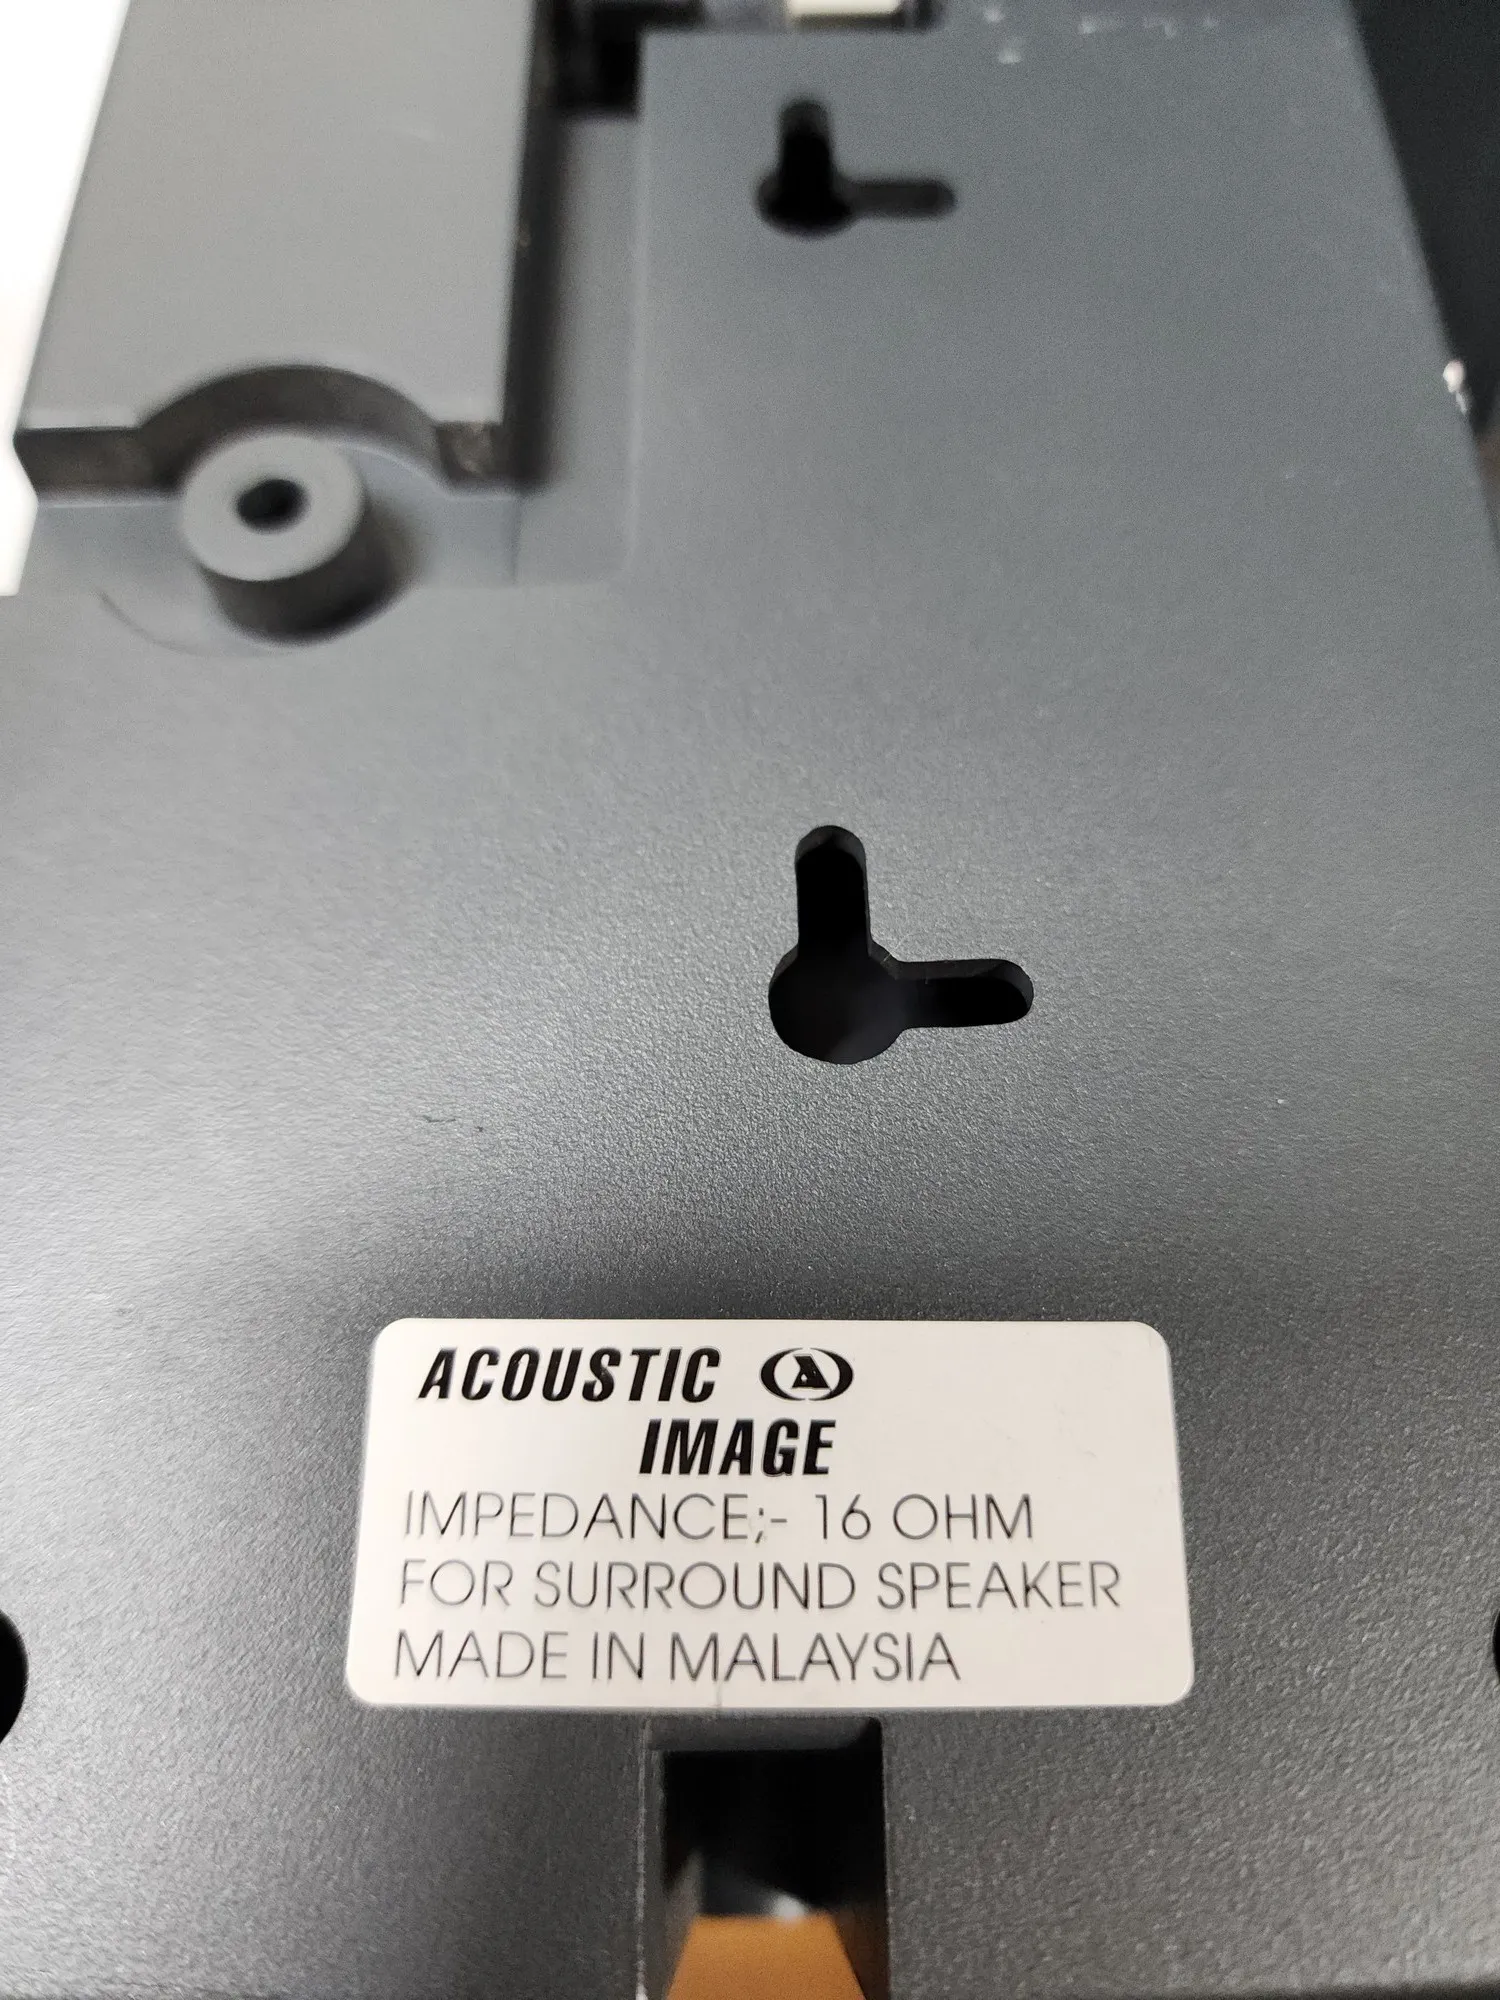 ACOUSTIC A
IMAGE
IMPEDANCE;- 16 OHM
FOR SURROUND SPEAKER
MADE IN MALAYSIA